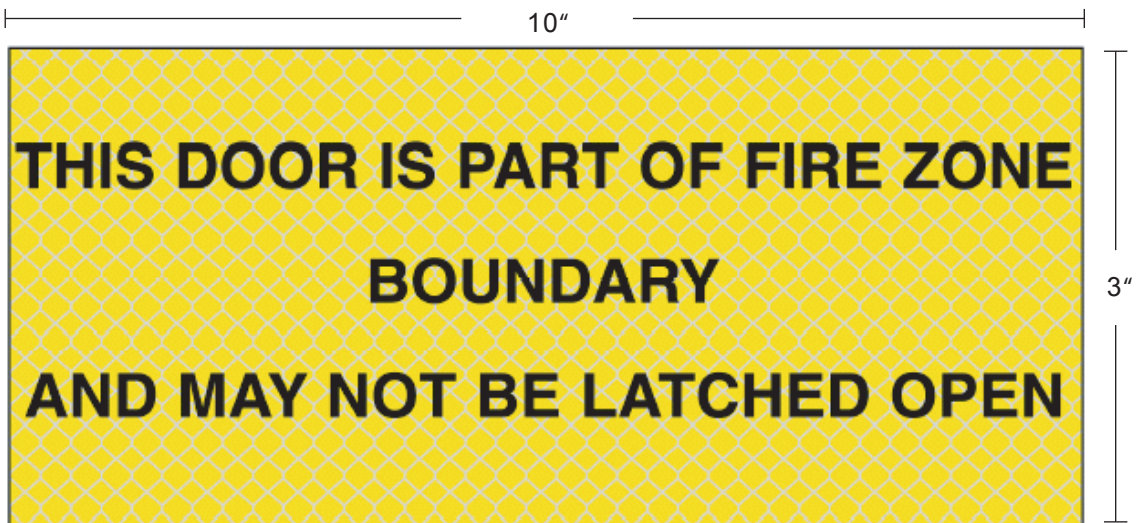 10“
THIS DOOR IS PART OF FIRE ZONE
BOUNDARY
AND MAY NOT BE LATCHED OPEN
3“